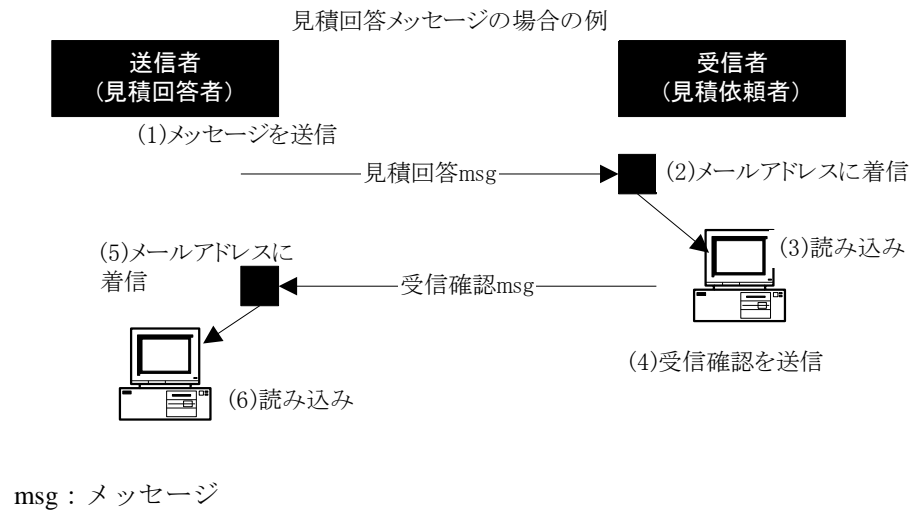 見積回答メッセージの場合の例
送信者
(見積回答者)
受信者
(見積依頼者)
(1)メッセージを送信
見積回答msg
(2)メールアドレスに着信
(3)読み込み
(5)メールアドレスに
着信
受信確認msg
(4)受信確認を送信
(6)読み込み
msg：メッセージ